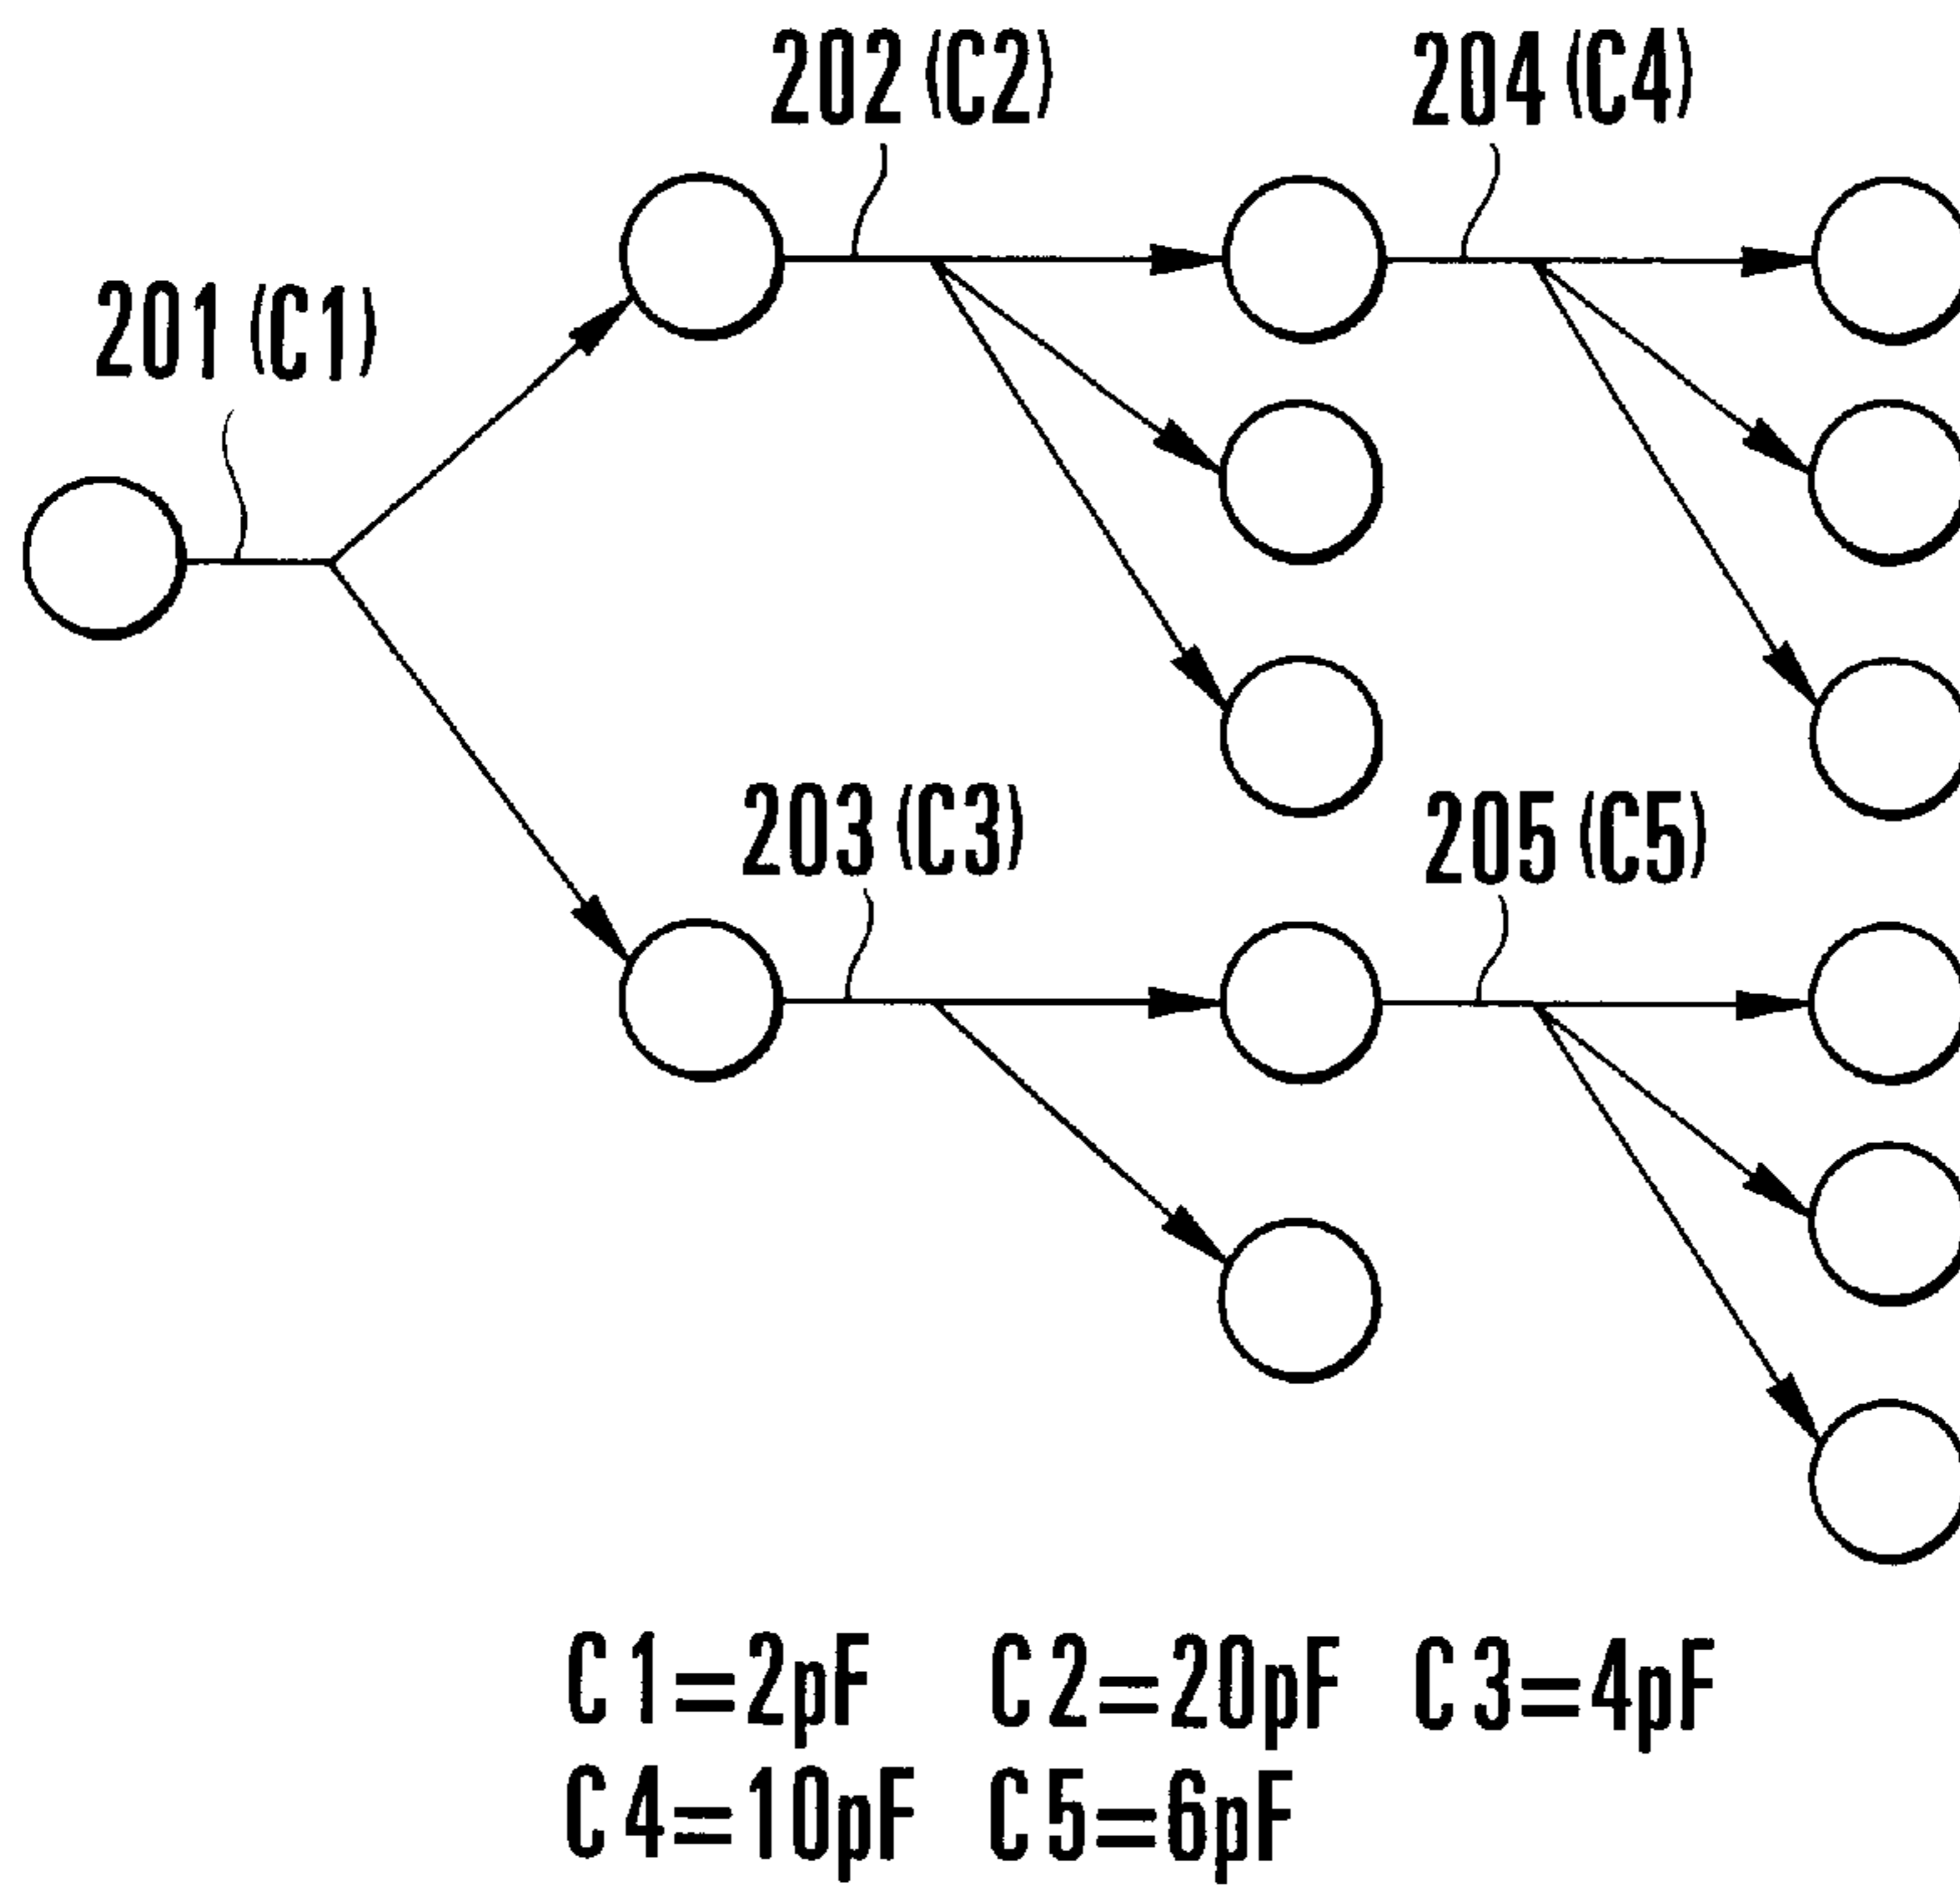 202 (C2)
204 (C4)
201 (C1)
203 (C3)
205 (C5)
C1=2pF C2=20pF C3=4pF
C4=10pF C5=6pF